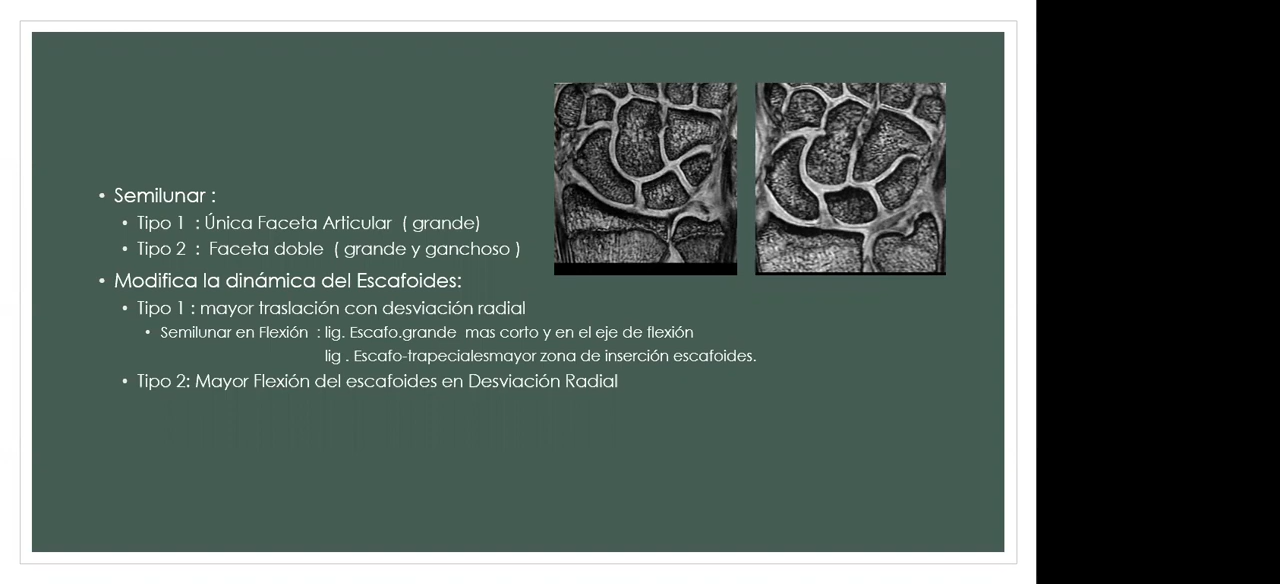 • Semilunar :
• Tipo 1 : Única Faceta Articular ( grande)
• Tipo 2 : Faceta doble ( grande y ganchoso )
• Modifica la dinámica del Escafoides:
• Tipo 1 : mayor traslación con desviación radial
• Semilunar en Flexión : lig. Escafo.grande mas corto y en el eje de flexión
lig . Escafo-trapecialesmayor zona de inserción escafoides.
• Tipo 2: Mayor Flexión del escafoides en Desviación Radial